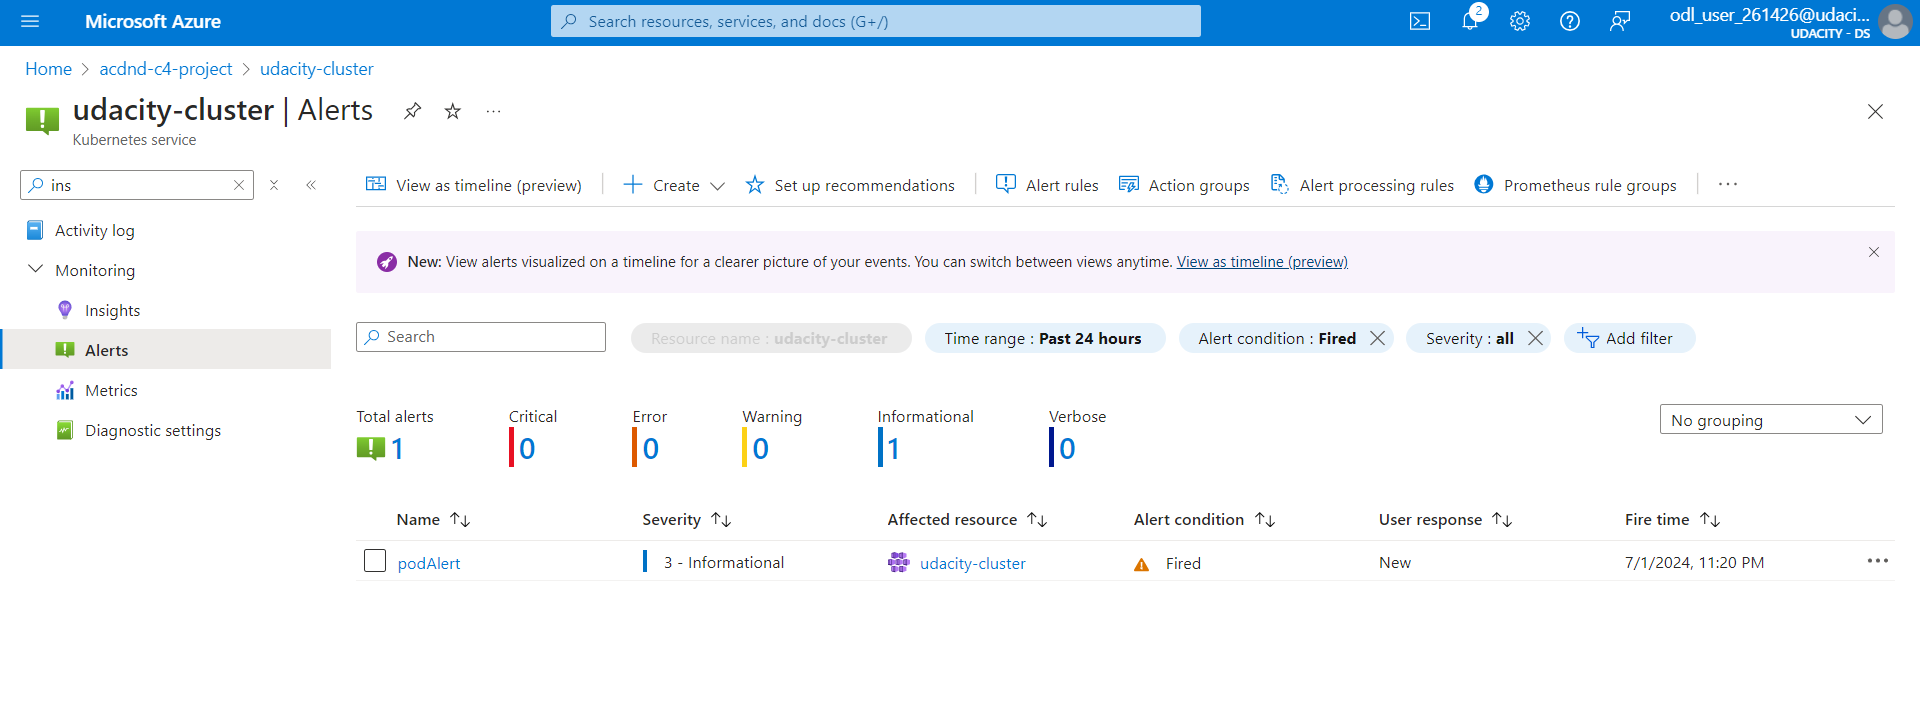 Microsoft Azure
Search resources, services, and docs (G+/)
2
odl_user_261426@udaci...
UDACITY - DS
Home > acdnd-c4-project > udacity-cluster
udacity-cluster | Alerts
Kubernetes service
ins
View as timeline (preview)
Create
Set up recommendations
Alert rules
Action groups
Alert processing rules
Prometheus rule groups
Activity log
Monitoring
Insights
Alerts
Metrics
Diagnostic settings
New: View alerts visualized on a timeline for a clearer picture of your events. You can switch between views anytime. View as timeline (preview)
Search
Resource name : udacity-cluster
Time range : Past 24 hours
Alert condition : Fired
Severity : all
Add filter
Total alerts
1
Critical
0
Error
0
Warning
0
Informational
1
Verbose
0
No grouping
Name
Severity
Affected resource
Alert condition
User response
Fire time
podAlert
3 - Informational
udacity-cluster
Fired
New
7/1/2024, 11:20 PM